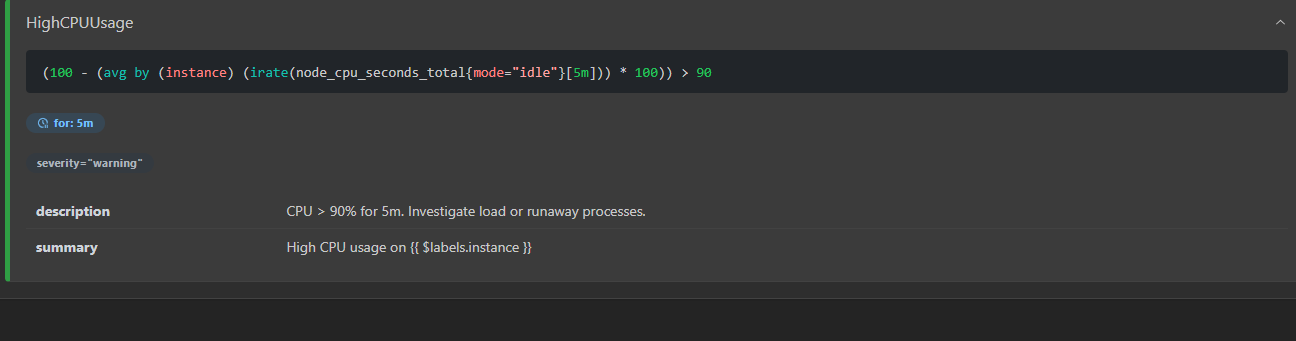 HighCPUUsage
(100 - (avg by (instance) (irate(node_cpu_seconds_total{mode="idle"}[5m])) * 100)) > 90
for: 5m
severity="warning"
description CPU > 90% for 5m. Investigate load or runaway processes.
summary High CPU usage on {{ $labels.instance }}